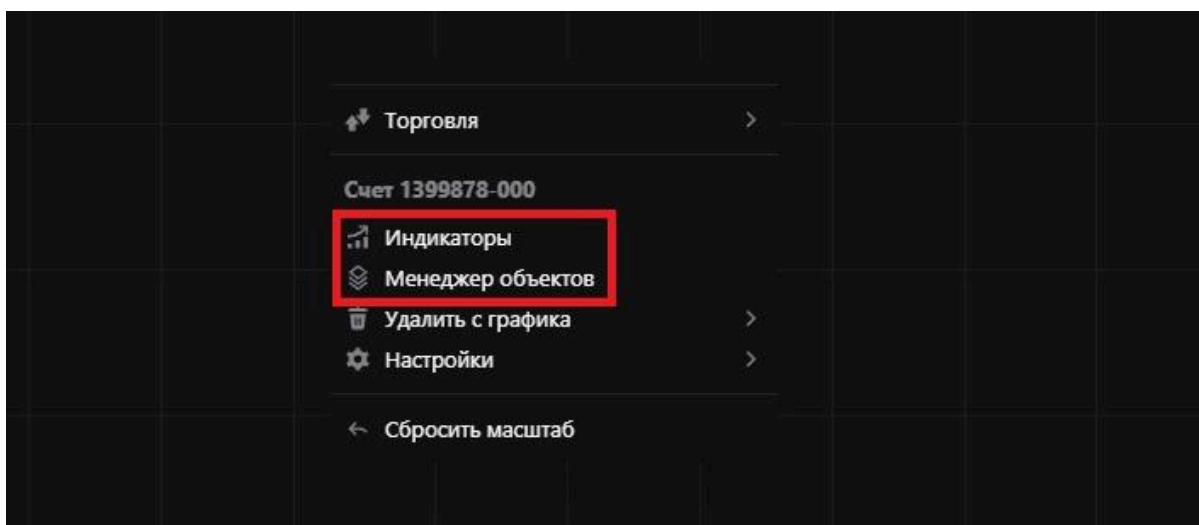 Торговля
Счет 1399878-000
Индикаторы
Менеджер объектов
Удалить с графика
Настройки
Сбросить масштаб